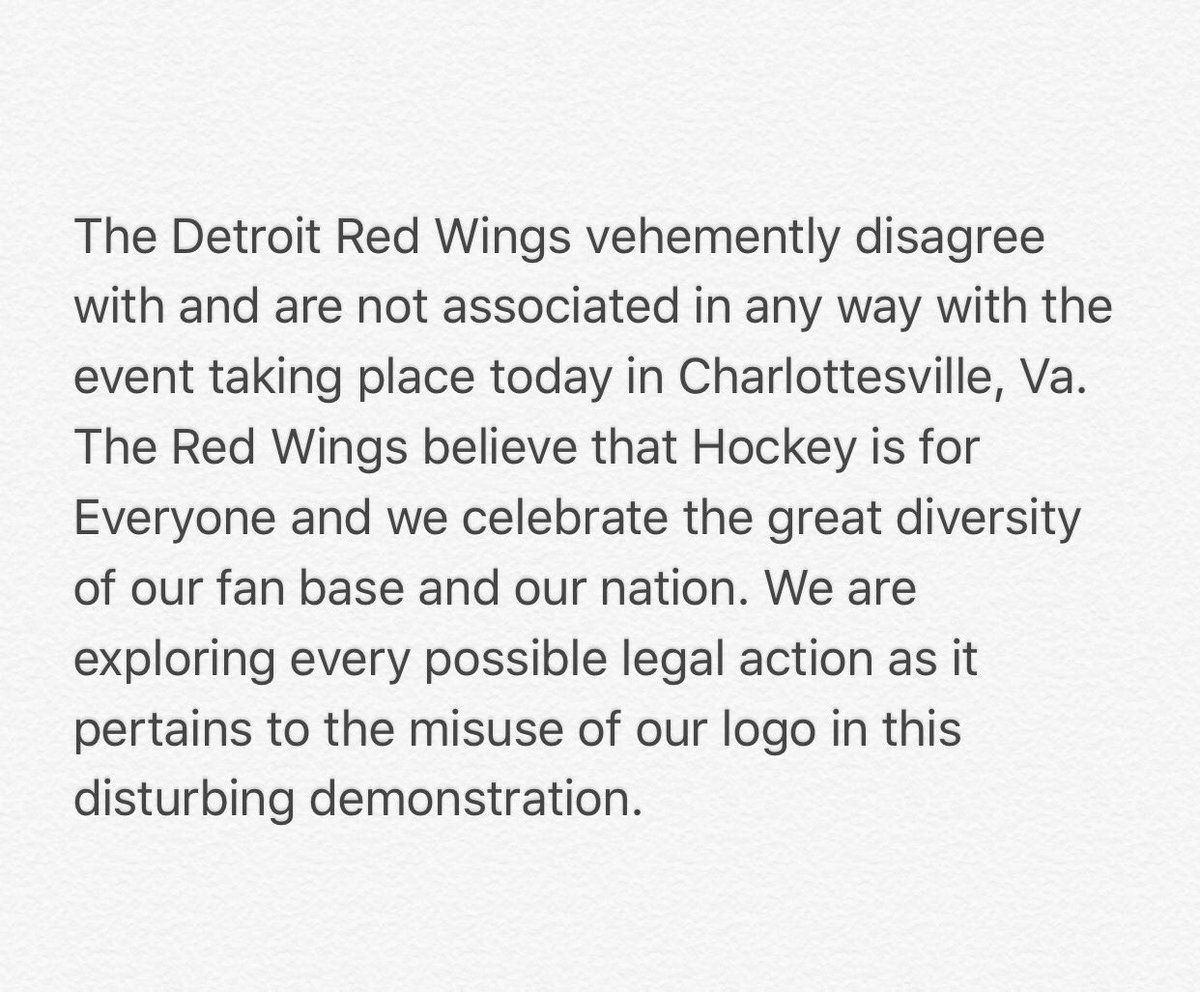 The Detroit Red Wings vehemently disagree
with and are not associated in any way with the
event taking place today in Charlottesville, Va.
The Red Wings believe that Hockey is for
Everyone and we celebrate the great diversity
of our fan base and our nation. We are
exploring every possible legal action as it
pertains to the misuse of our logo in this
disturbing demonstration.